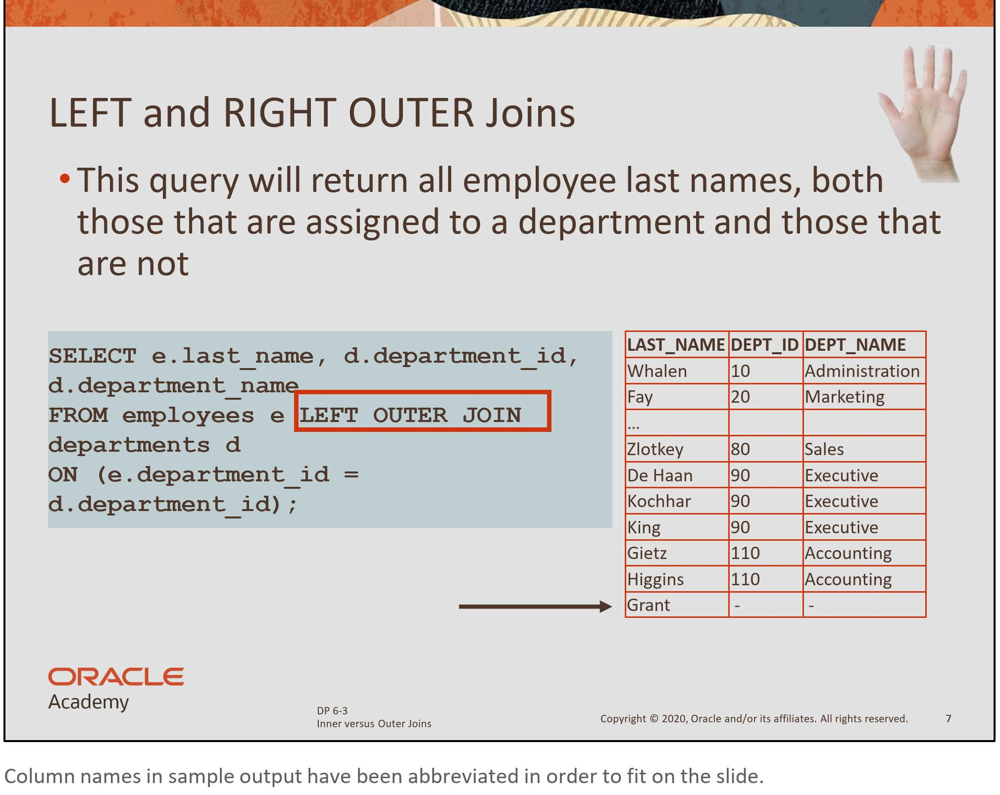 LEFT and RIGHT OUTER Joins
• This query will return all employee last names, both
those that are assigned to a department and those that
are not
SELECT e.last_name, d.department_id,
d.department_name
FROM employees e LEFT OUTER JOIN
departments d
ON (e.department_id =
d.department_id);
LAST_NAME DEPT_ID DEPT_NAME
Whalen 10 Administration
Fay 20 Marketing
...
Zlotkey 80 Sales
De Haan 90 Executive
Kochhar 90 Executive
King 90 Executive
Gietz 110 Accounting
Higgins 110 Accounting
Grant - -
ORACLE
Academy
DP 6-3
Inner versus Outer Joins
Copyright © 2020, Oracle and/or its affiliates. All rights reserved.
7
Column names in sample output have been abbreviated in order to fit on the slide.